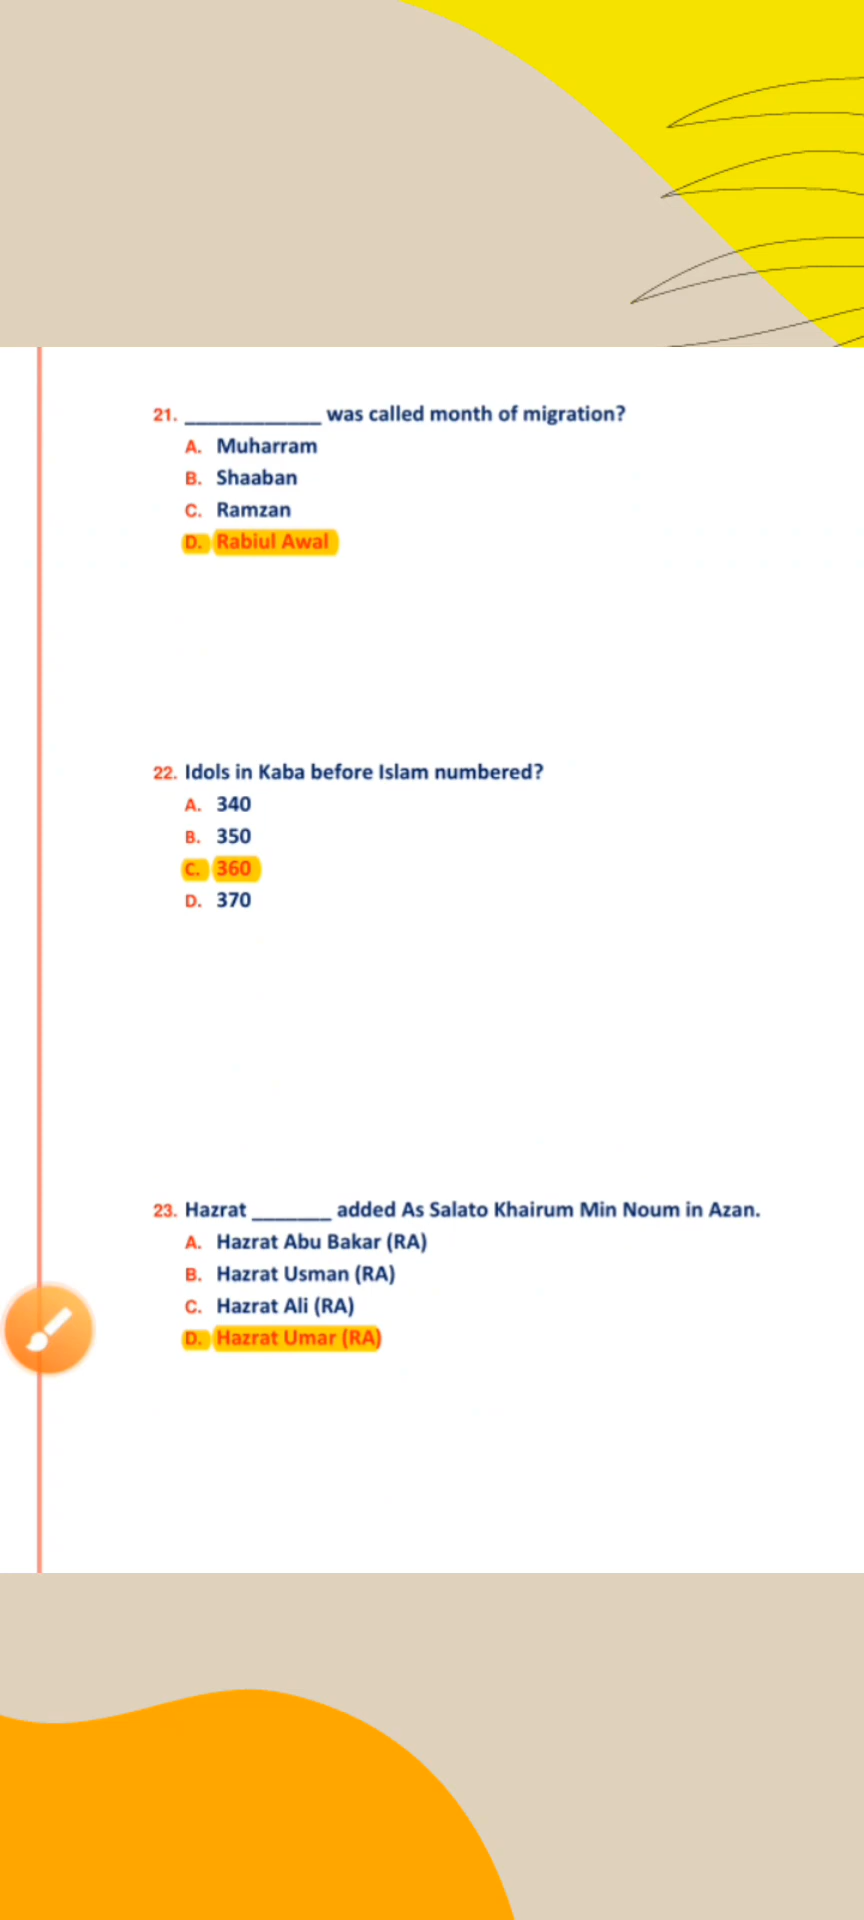 21. ____________ was called month of migration?
A. Muharram
B. Shaaban
C. Ramzan
D. Rabiul Awal
22. Idols in Kaba before Islam numbered?
A. 340
B. 350
C. 360
D. 370
23. Hazrat _______ added As Salato Khairum Min Noum in Azan.
A. Hazrat Abu Bakar (RA)
B. Hazrat Usman (RA)
C. Hazrat Ali (RA)
D. Hazrat Umar (RA)